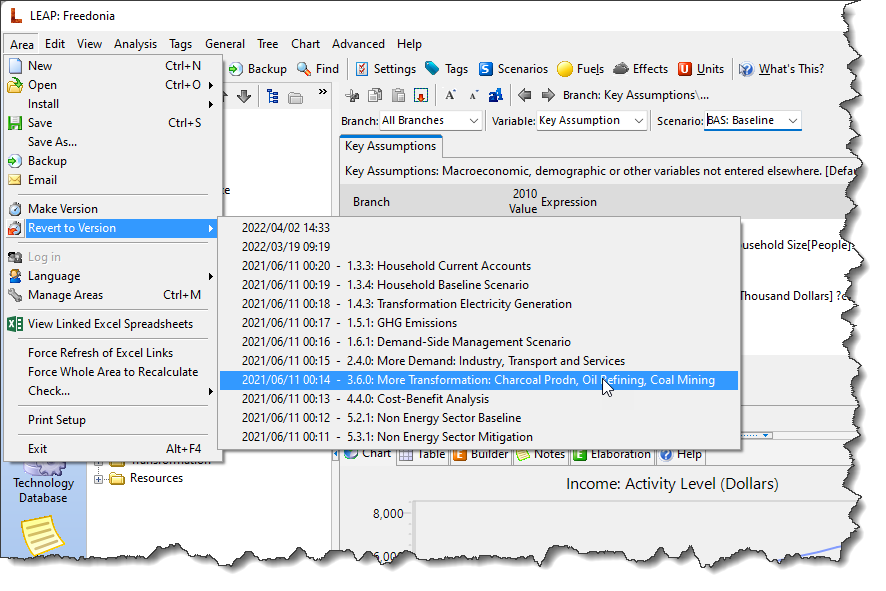 LEAP: Freedonia
Area Edit View Analysis Tags General Tree Chart Advanced Help
New Ctrl+N
Open Ctrl+O
Install
Save Ctrl+S
Save As...
Backup
Email
Make Version
Revert to Version
Log in
Language
Manage Areas Ctrl+M
View Linked Excel Spreadsheets
Force Refresh of Excel Links
Force Whole Area to Recalculate
Check...
Print Setup
Exit Alt+F4
Backup Find Settings Tags Scenarios Fuels Effects Units What's This?
Branch: Key Assumptions\...
Branch: All Branches Variable: Key Assumption Scenario: BAS: Baseline
Key Assumptions
Key Assumptions: Macroeconomic, demographic or other variables not entered elsewhere. [Defau
Branch 2010 Value Expression
usehold Size[People]
Thousand Dollars] ?e
2022/04/02 14:33
2022/03/19 09:19
2021/06/11 00:20 - 1.3.3: Household Current Accounts
2021/06/11 00:19 - 1.3.4: Household Baseline Scenario
2021/06/11 00:18 - 1.4.3: Transformation Electricity Generation
2021/06/11 00:17 - 1.5.1: GHG Emissions
2021/06/11 00:16 - 1.6.1: Demand-Side Management Scenario
2021/06/11 00:15 - 2.4.0: More Demand: Industry, Transport and Services
2021/06/11 00:14 - 3.6.0: More Transformation: Charcoal Prodn, Oil Refining, Coal Mining
2021/06/11 00:13 - 4.4.0: Cost-Benefit Analysis
2021/06/11 00:12 - 5.2.1: Non Energy Sector Baseline
2021/06/11 00:11 - 5.3.1: Non Energy Sector Mitigation
Chart Table Builder Notes Elaboration Help
Transformation
Resources
Technology
Database
Income: Activity Level (Dollars)
8,000
6,000